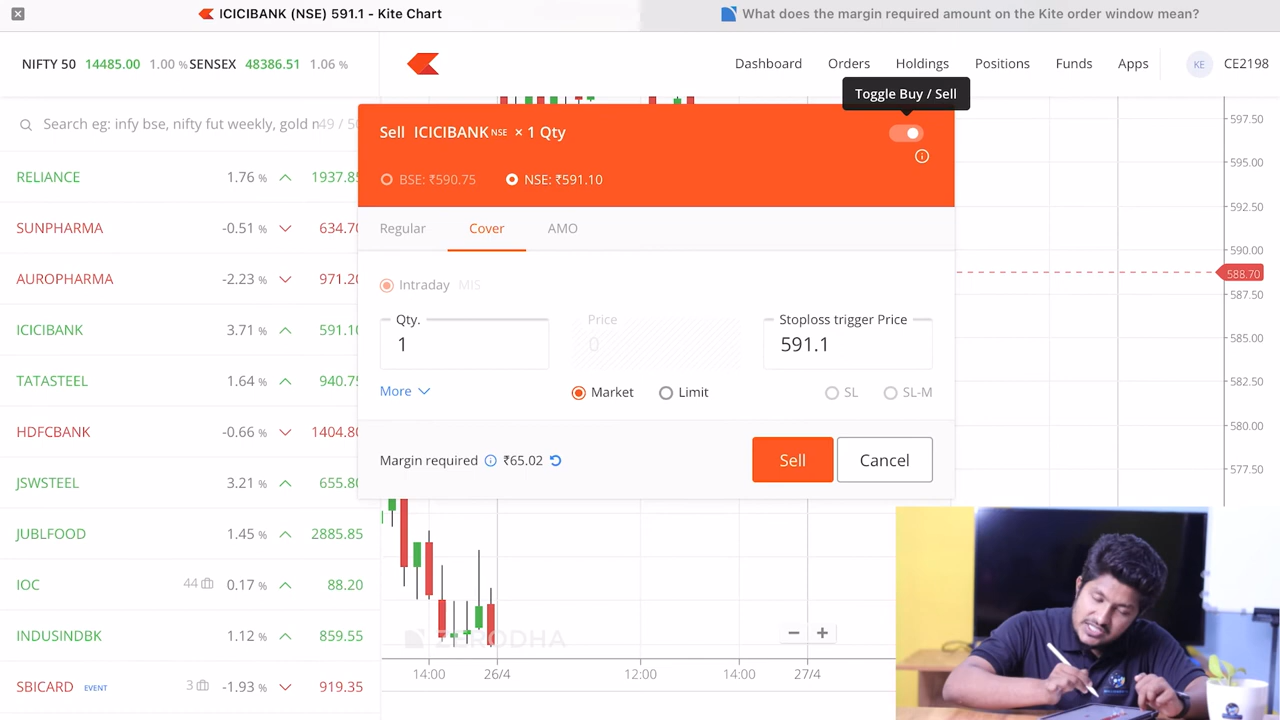 ICICIBANK (NSE) 591.1 - Kite Chart
What does the margin required amount on the Kite order window mean?
NIFTY 50 14485.00 1.00 % SENSEX 48386.51 1.06 %
Dashboard Orders Holdings Positions Funds Apps KE CE2198
Toggle Buy / Sell
Search eg: infy bse, nifty fut weekly, gold m 49 / 50
RELIANCE 1.76 % 1937.85
SUNPHARMA -0.51 % 634.70
AUROPHARMA -2.23 % 971.20
ICICIBANK 3.71 % 591.10
TATASTEEL 1.64 % 940.75
HDFCBANK -0.66 % 1404.80
JSWSTEEL 3.21 % 655.80
JUBLFOOD 1.45 % 2885.85
IOC 44 0.17 % 88.20
INDUSINDBK 1.12 % 859.55
SBICARD EVENT 3 -1.93 % 919.35
Sell ICICIBANK NSE × 1 Qty
BSE: ₹590.75 NSE: ₹591.10
Regular Cover AMO
Intraday MIS
Qty. Price Stoploss trigger Price
1 0 591.1
More Market Limit SL SL-M
Margin required ₹65.02 Sell Cancel
597.50
595.00
592.50
590.00
588.70
587.50
585.00
582.50
580.00
577.50
ZERODHA
14:00 26/4 12:00 14:00 27/4